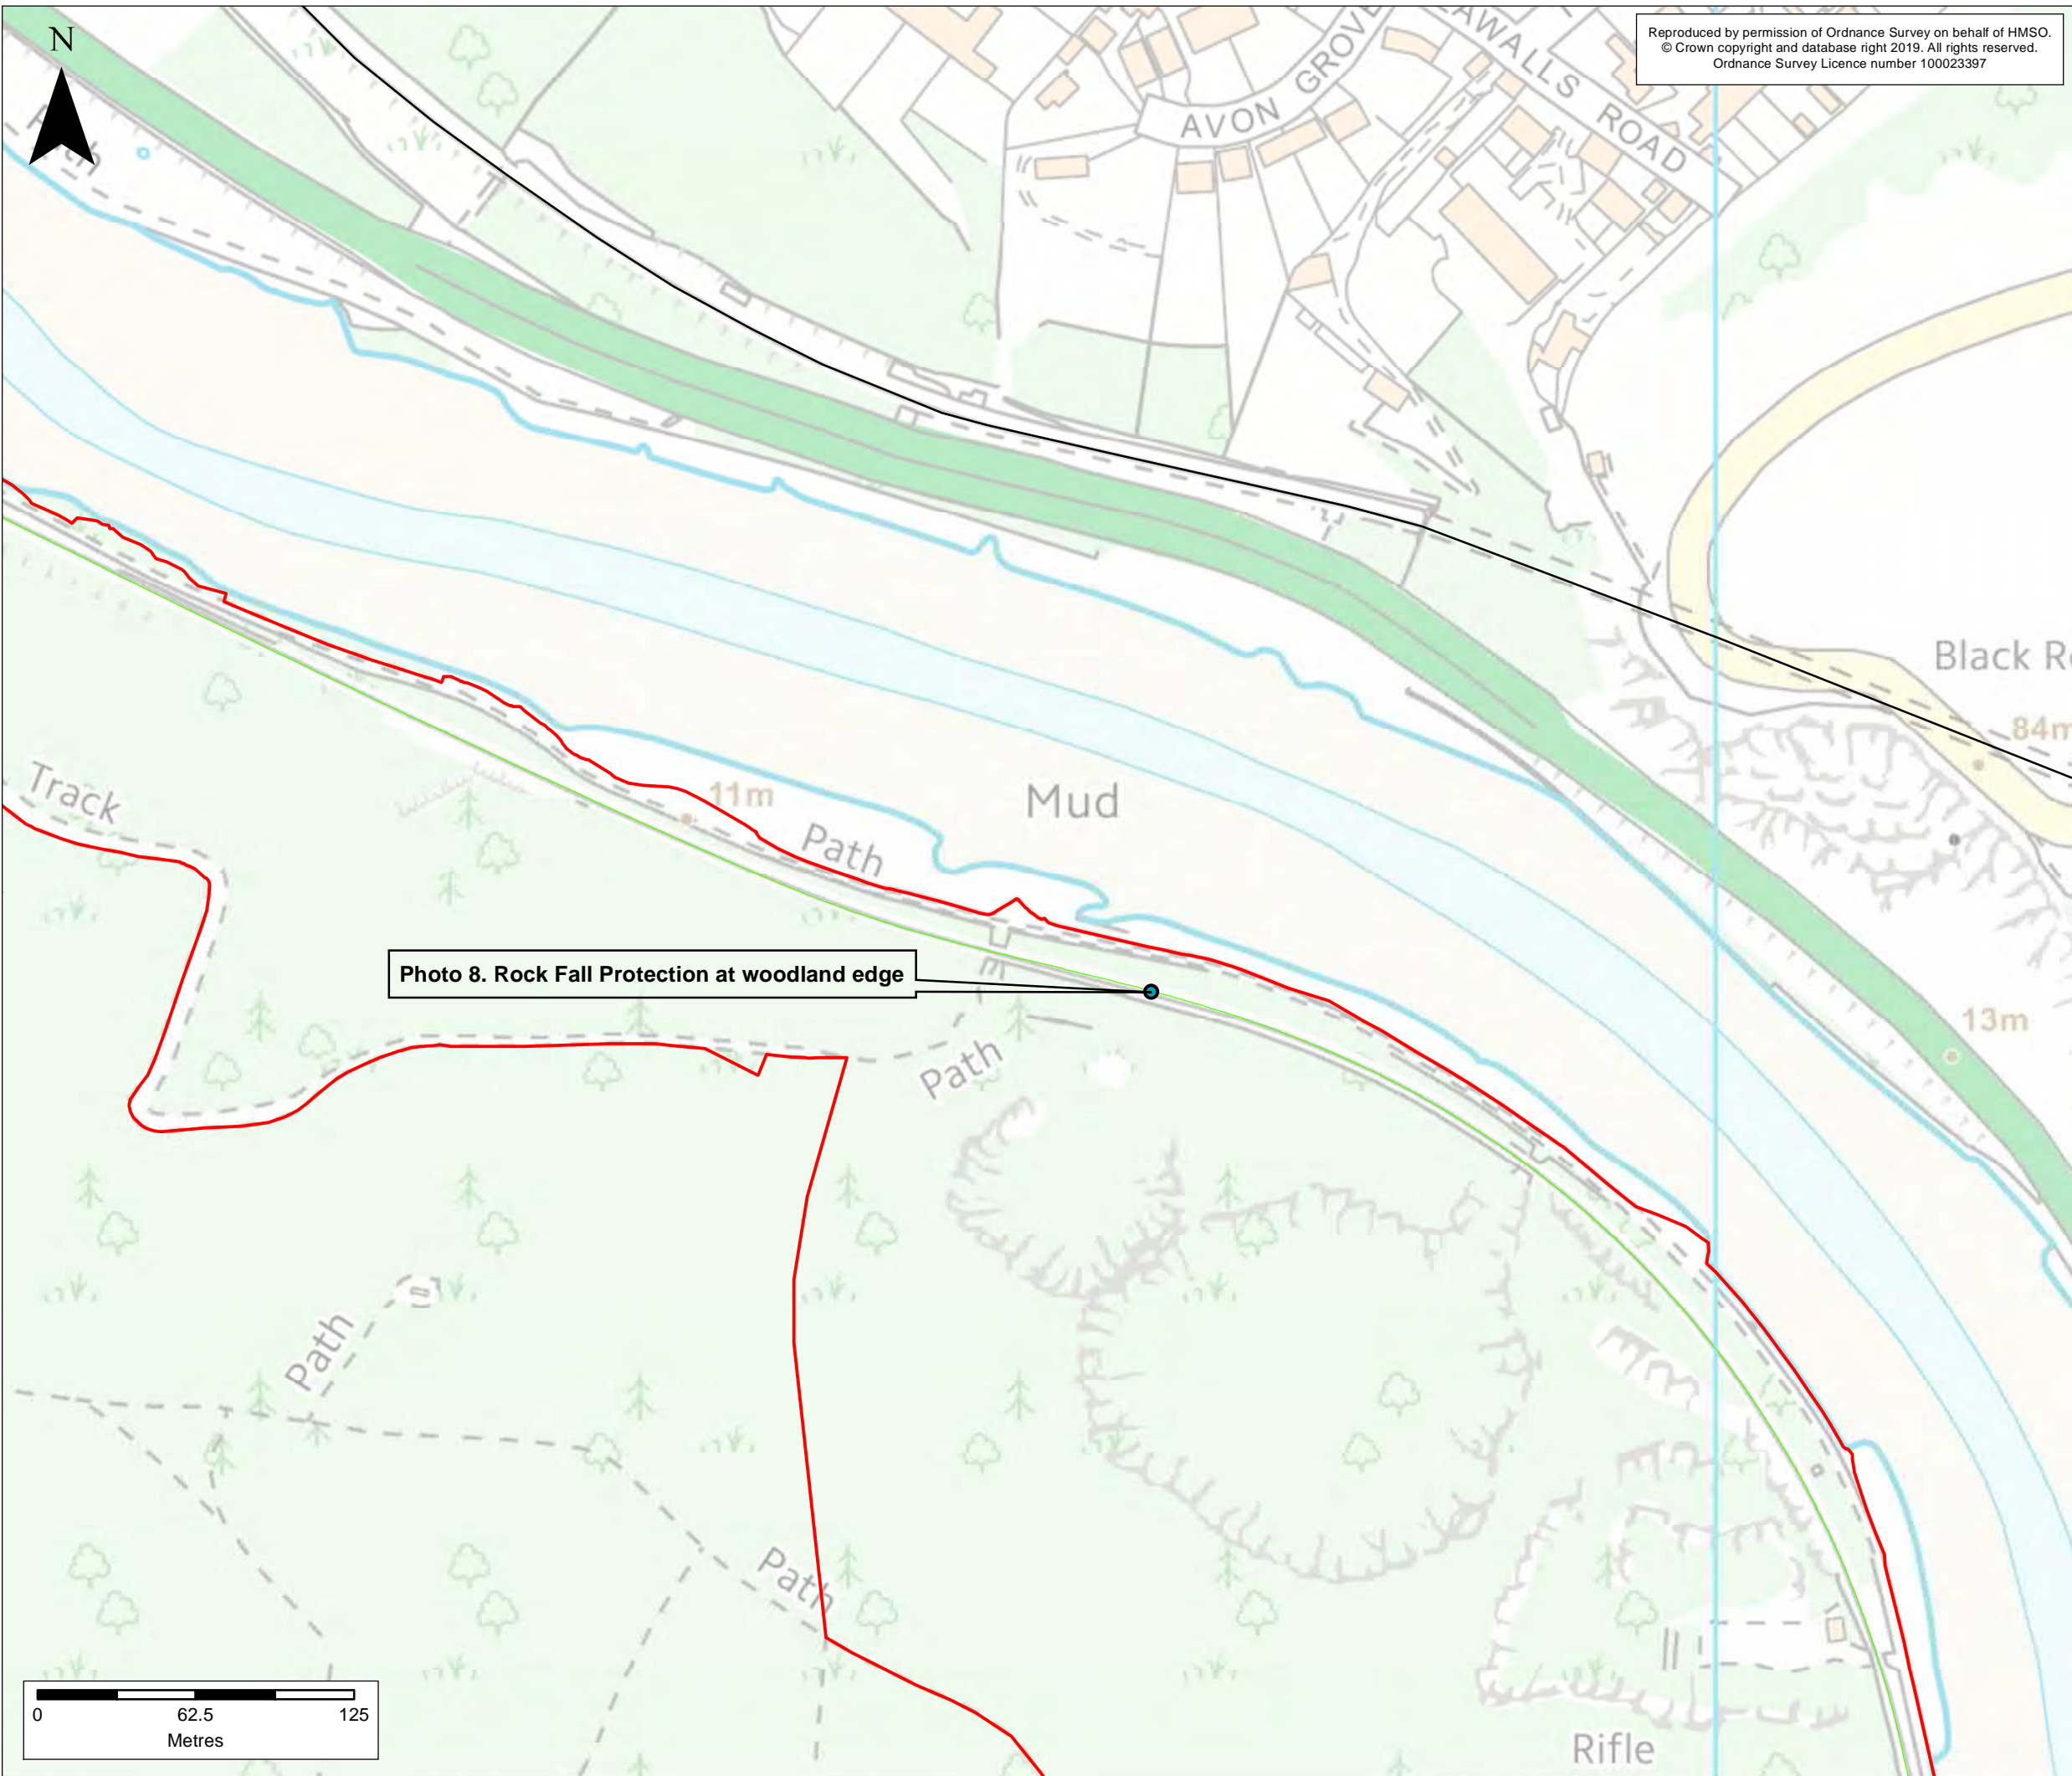 Reproduced by permission of Ordnance Survey on behalf of HMSO.
© Crown copyright and database right 2019. All rights reserved.
Ordnance Survey Licence number 100023397
N
AVON GROVE
AWALLS ROAD
Path
Black R
84m
Track
11m
Mud
Path
Photo 8. Rock Fall Protection at woodland edge
13m
Path
Path
Path
0 62.5 125
Metres
Rifle